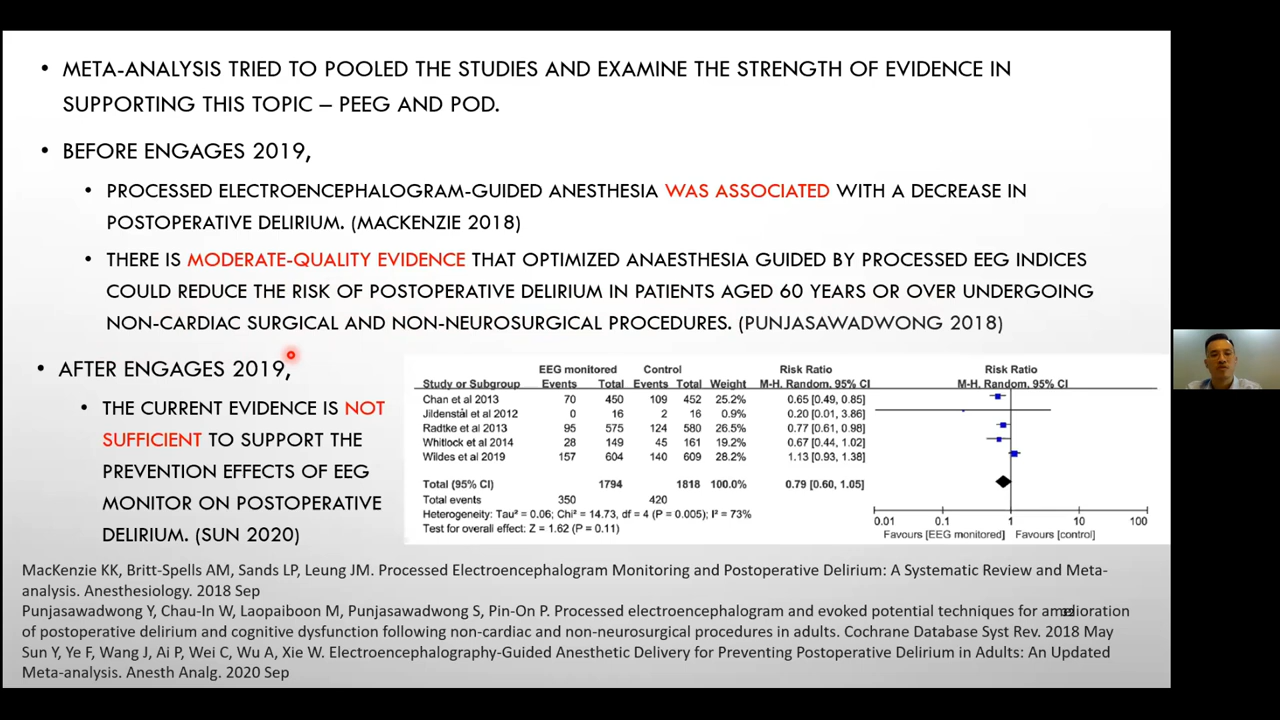 • META-ANALYSIS TRIED TO POOLED THE STUDIES AND EXAMINE THE STRENGTH OF EVIDENCE IN
SUPPORTING THIS TOPIC – PEEG AND POD.
• BEFORE ENGAGES 2019,
• PROCESSED ELECTROENCEPHALOGRAM-GUIDED ANESTHESIA WAS ASSOCIATED WITH A DECREASE IN
POSTOPERATIVE DELIRIUM. (MACKENZIE 2018)
• THERE IS MODERATE-QUALITY EVIDENCE THAT OPTIMIZED ANAESTHESIA GUIDED BY PROCESSED EEG INDICES
COULD REDUCE THE RISK OF POSTOPERATIVE DELIRIUM IN PATIENTS AGED 60 YEARS OR OVER UNDERGOING
NON-CARDIAC SURGICAL AND NON-NEUROSURGICAL PROCEDURES. (PUNJASAWADWONG 2018)
• AFTER ENGAGES 2019,
• THE CURRENT EVIDENCE IS NOT
SUFFICIENT TO SUPPORT THE
PREVENTION EFFECTS OF EEG
MONITOR ON POSTOPERATIVE
DELIRIUM. (SUN 2020)
EEG monitored Control Risk Ratio Risk Ratio
Study or Subgroup Events Total Events Total Weight M-H. Random, 95% CI M-H. Random, 95% CI
Chan et al 2013 70 450 109 452 25.2% 0.65 [0.49, 0.85]
Jildenstål et al 2012 0 16 2 16 0.9% 0.20 [0.01, 3.86]
Radtke et al 2013 95 575 124 580 26.4% 0.77 [0.61, 0.98]
Whitlock et al 2014 28 149 45 161 19.2% 0.67 [0.44, 1.02]
Wildes et al 2019 157 604 140 609 28.2% 1.13 [0.93, 1.38]
Total (95% CI) 1794 1818 100.0% 0.79 [0.60, 1.05]
Total events 350 420
Heterogeneity: Tau² = 0.06; Chi² = 14.73, df = 4 (P = 0.005); I² = 73%
Test for overall effect: Z = 1.62 (P = 0.11)
0.01 0.1 1 10 100
Favours [EEG monitored] Favours [control]
MacKenzie KK, Britt-Spells AM, Sands LP, Leung JM. Processed Electroencephalogram Monitoring and Postoperative Delirium: A Systematic Review and Meta-
analysis. Anesthesiology. 2018 Sep
Punjasawadwong Y, Chau-In W, Laopaiboon M, Punjasawadwong S, Pin-On P. Processed electroencephalogram and evoked potential techniques for amelioration
of postoperative delirium and cognitive dysfunction following non-cardiac and non-neurosurgical procedures in adults. Cochrane Database Syst Rev. 2018 May
Sun Y, Ye F, Wang J, Ai P, Wei C, Wu A, Xie W. Electroencephalography-Guided Anesthetic Delivery for Preventing Postoperative Delirium in Adults: An Updated
Meta-analysis. Anesth Analg. 2020 Sep